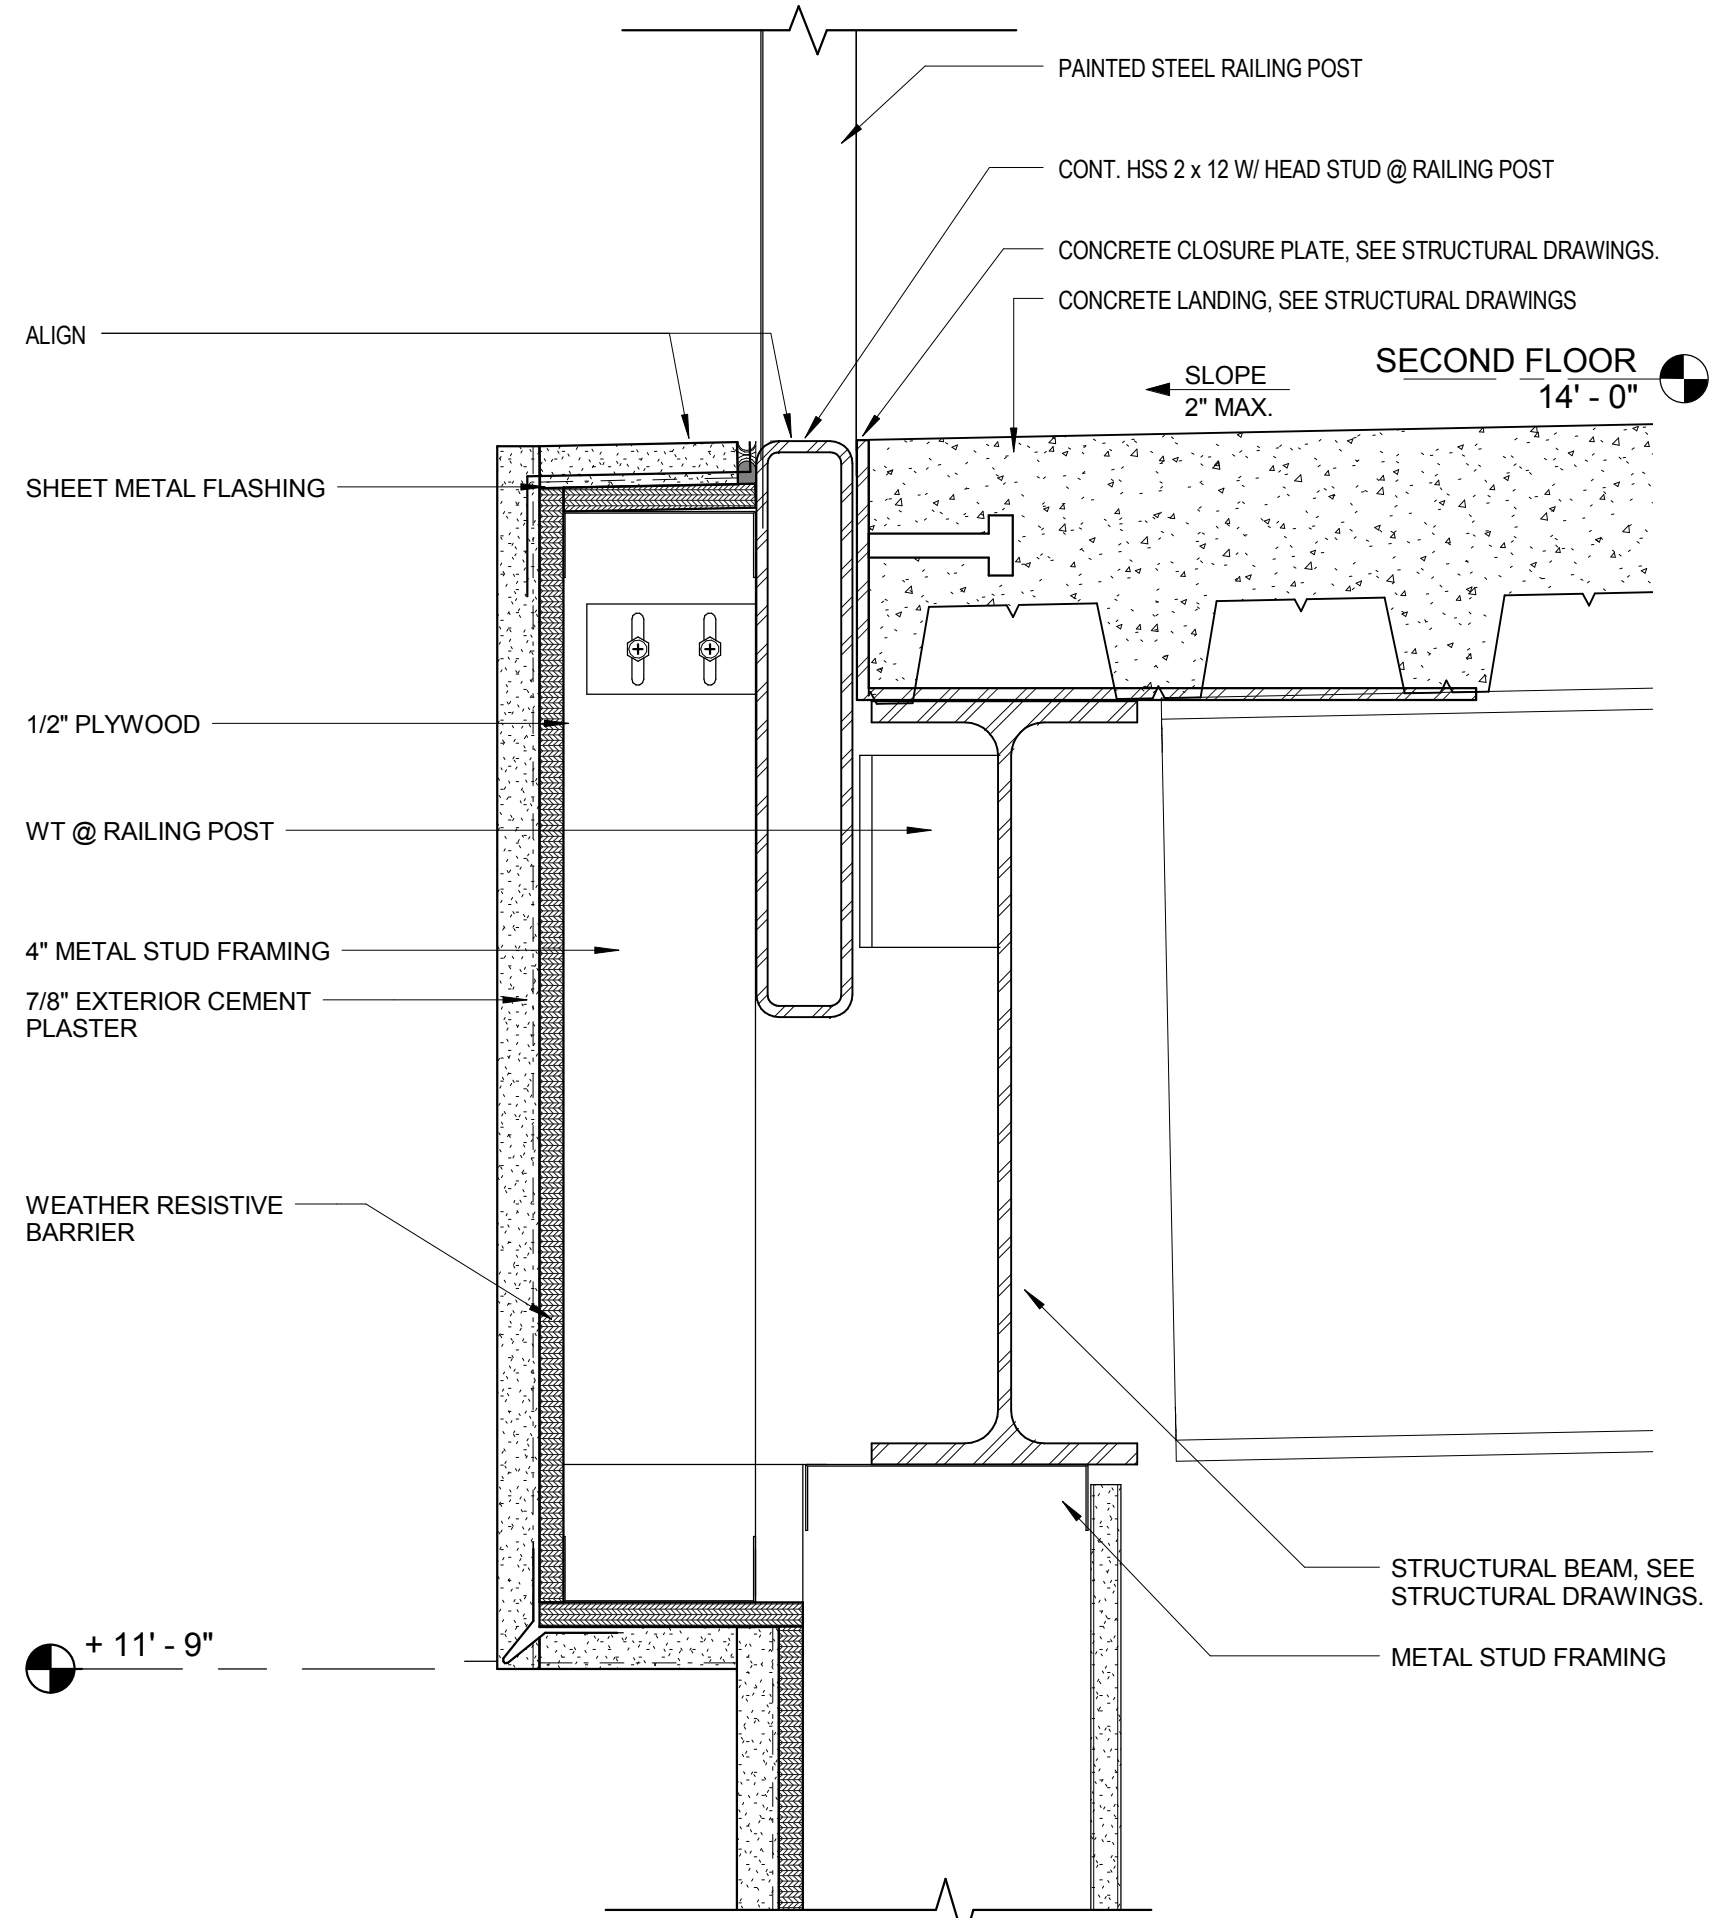 PAINTED STEEL RAILING POST
CONT. HSS 2 x 12 W/ HEAD STUD @ RAILING POST
CONCRETE CLOSURE PLATE, SEE STRUCTURAL DRAWINGS.
CONCRETE LANDING, SEE STRUCTURAL DRAWINGS
ALIGN
SECOND FLOOR
14' - 0"
SLOPE
2" MAX.
SHEET METAL FLASHING
1/2" PLYWOOD
WT @ RAILING POST
4" METAL STUD FRAMING
7/8" EXTERIOR CEMENT
PLASTER
WEATHER RESISTIVE
BARRIER
STRUCTURAL BEAM, SEE
STRUCTURAL DRAWINGS.
METAL STUD FRAMING
+ 11' - 9"